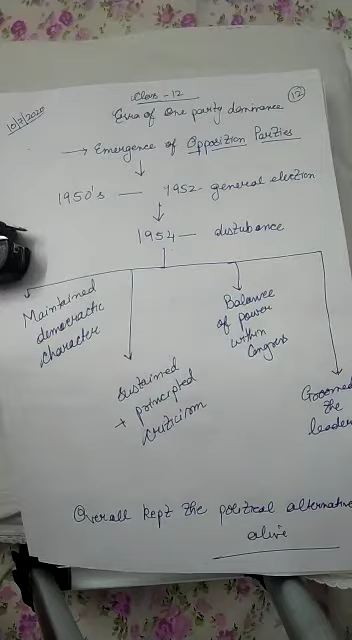 Class - 12
12
10/7/2020
Era of One party dominance
→ Emergence of Opposition Parties
1950's — 1952- general election
1954 — disturbance
Maintained
democractic
character
Sustained
+ principled
criticism
Balance
of power
within
Congress
Groomed
the
leader
Overall kept the political alternative
alive